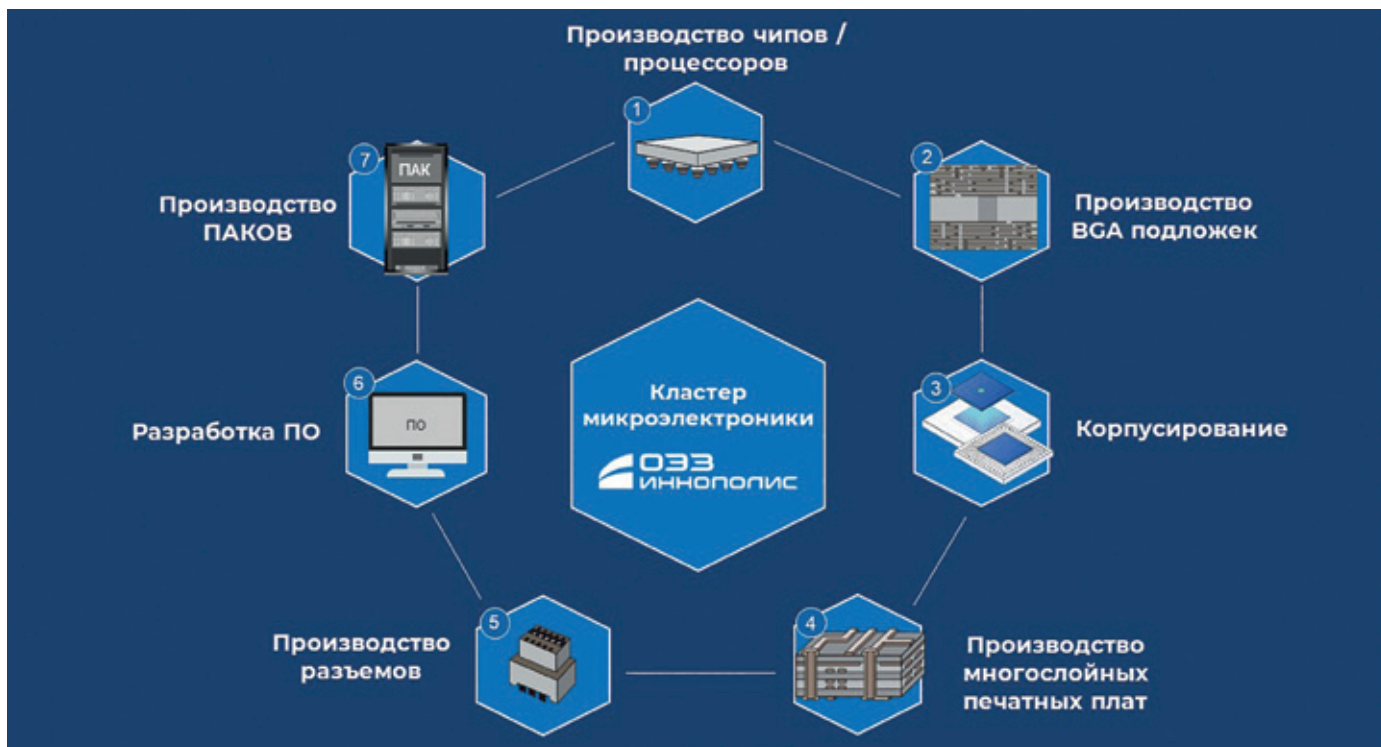 Производство чипов /
процессоров
1
2
Производство
BGA подложек
3
Корпусирование
4
Производство
многослойных
печатных плат
5
Производство
разъемов
6
ПО
Разработка ПО
7
ПАК
Производство
ПАКОВ
Кластер
микроэлектроники
ОЭЗ
ИННОПОЛИС